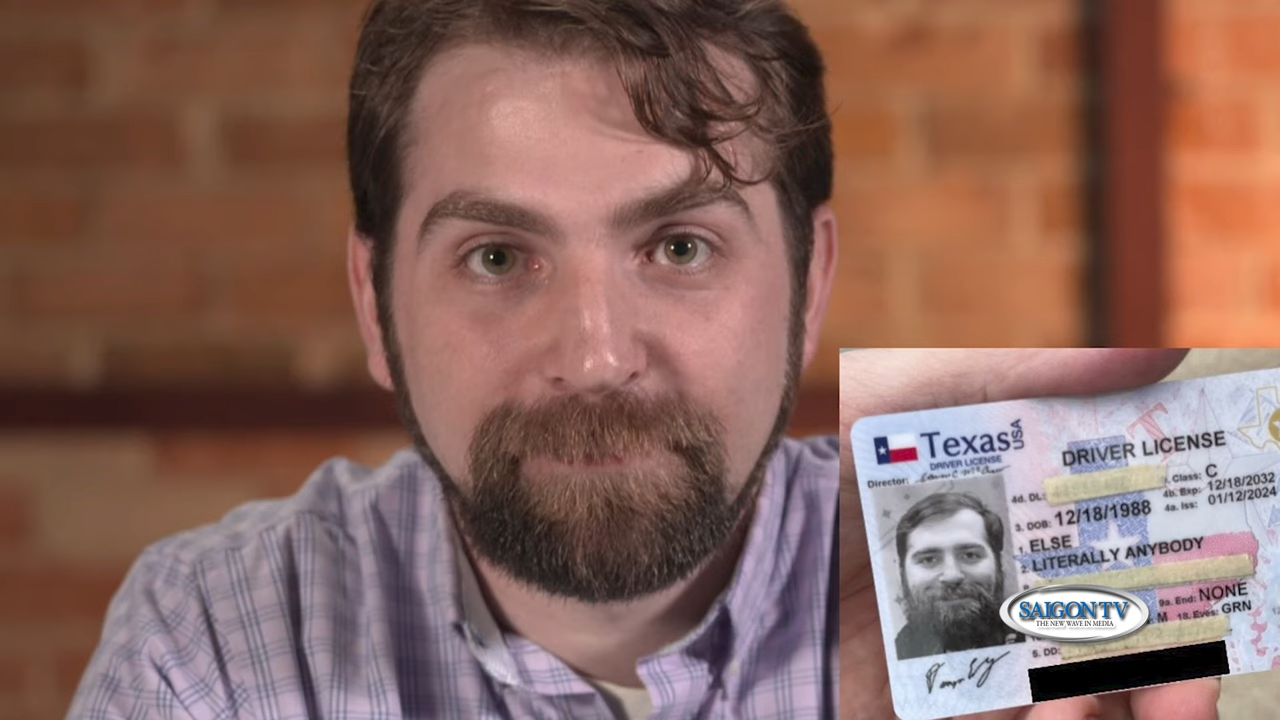 Texas
USA
DRIVER LICENSE
DRIVER LICENSE
Director:
4d. DL:
9. Class: C
4b. Exp: 12/18/2032
4a. Iss: 01/12/2024
3. DOB: 12/18/1988
1. ELSE
2. LITERALLY ANYBODY
9a. End: NONE
M 18. Eyes: GRN
5. DD:
SAIGON TV
THE NEW WAVE IN MEDIA